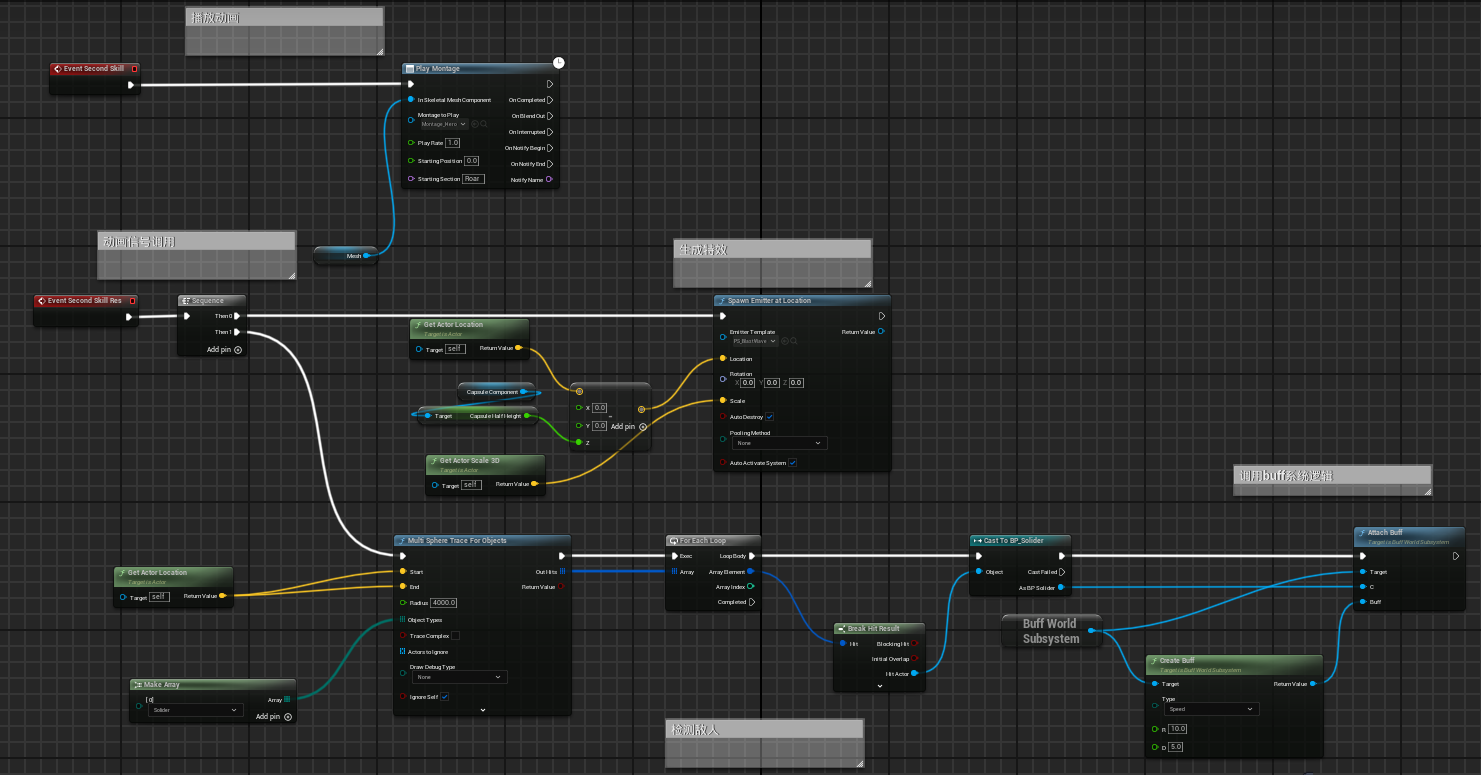 播放动画
Event Second Skill
Play Montage
In Skeletal Mesh Component
On Completed
Montage to Play
Montage_Hero
On Blend Out
On Interrupted
Play Rate 1.0
On Notify Begin
Starting Position 0.0
On Notify End
Starting Section Roar
Notify Name
动画信号调用
Mesh
生成特效
Event Second Skill Res
Sequence
Then 0
Then 1
Add pin
Get Actor Location
Target is Actor
Target self
Return Value
Capsule Component
Target
Capsule Half Height
X 0.0
Y 0.0
Z
Add pin
Get Actor Scale 3D
Target is Actor
Target self
Return Value
Spawn Emitter at Location
Emitter Template
PS_BlastWave
Return Value
Location
Rotation
X 0.0 Y 0.0 Z 0.0
Scale
Auto Destroy
Pooling Method
None
Auto Activate System
调用buff系统逻辑
Get Actor Location
Target is Actor
Target self
Return Value
Make Array
[0]
Solider
Array
Add pin
Multi Sphere Trace For Objects
Start
Out Hits
End
Return Value
Radius 4000.0
Object Types
Trace Complex
Actors to Ignore
Draw Debug Type
None
Ignore Self
For Each Loop
Exec
Loop Body
Array
Array Element
Array Index
Completed
Break Hit Result
Hit
Blocking Hit
Initial Overlap
Hit Actor
Cast To BP_Solider
Object
Cast Failed
As BP Solider
Buff World
Subsystem
Create Buff
Target is Buff World Subsystem
Target
Return Value
Type
Speed
R 10.0
D 5.0
Attach Buff
Target is Buff World Subsystem
Target
C
Buff
检测敌人